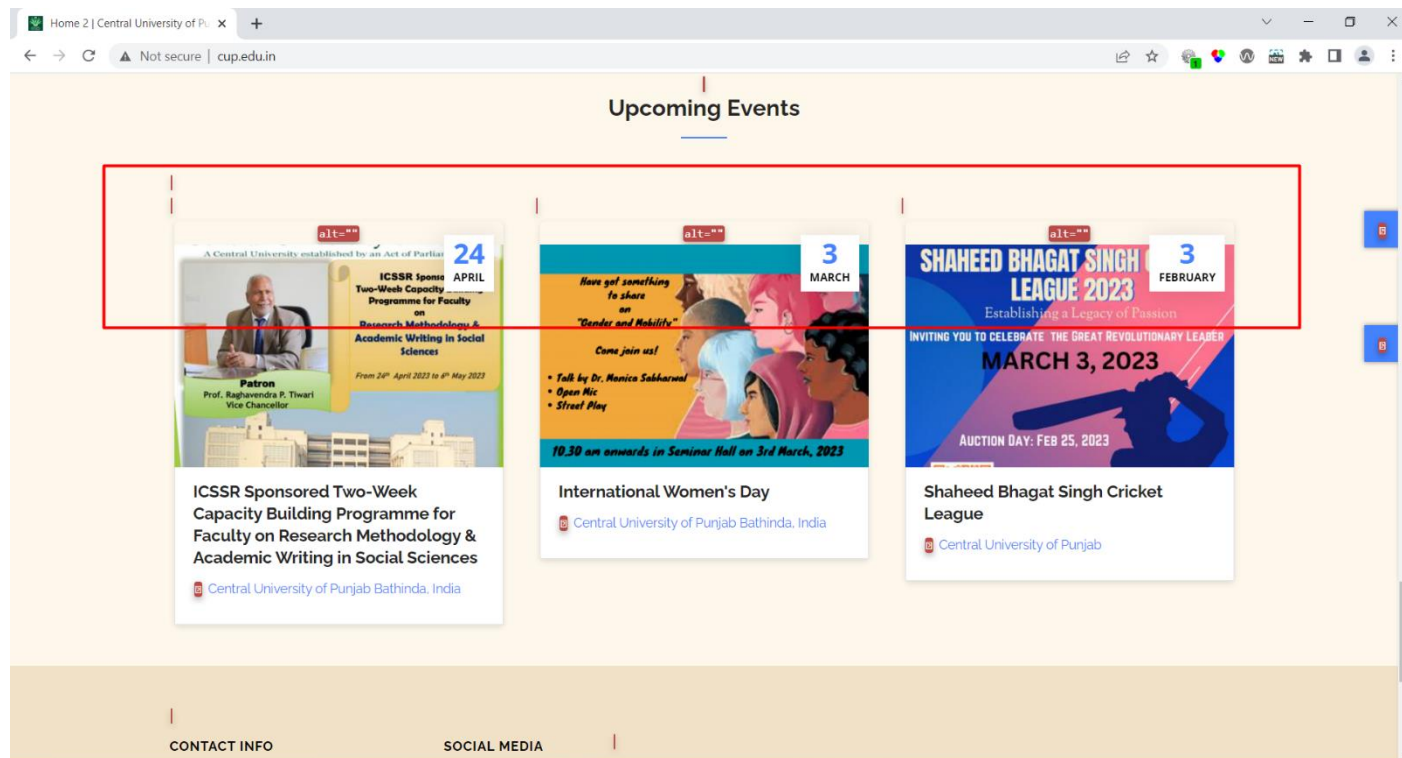 Home 2 | Central University of Pu
Not secure | cup.edu.in
NEW
1
Upcoming Events
alt=""
A Central University established by an Act of Parliar
24
APRIL
ICSSR Sponso
Two-Week Capacity Building
Programme for Faculty
on
Research Methodology &
Academic Writing in Social
Sciences
From 24th April 2023 to 6th May 2023
Patron
Prof. Raghavendra P. Tiwari
Vice Chancellor
ICSSR Sponsored Two-Week
Capacity Building Programme for
Faculty on Research Methodology &
Academic Writing in Social Sciences
Central University of Punjab Bathinda, India
alt=""
3
MARCH
Have got something
to share
on
"Gender and Mobility"
Come join us!
• Talk by Dr. Monica Sabharwal
• Open Mic
• Street Play
10.30 am onwards in Seminar Hall on 3rd March, 2023
International Women's Day
Central University of Punjab Bathinda, India
alt=""
3
FEBRUARY
SHAHEED BHAGAT SINGH
LEAGUE 2023
Establishing a Legacy of Passion
INVITING YOU TO CELEBRATE THE GREAT REVOLUTIONARY LEADER
MARCH 3, 2023
AUCTION DAY: FEB 25, 2023
Shaheed Bhagat Singh Cricket
League
Central University of Punjab
CONTACT INFO
SOCIAL MEDIA